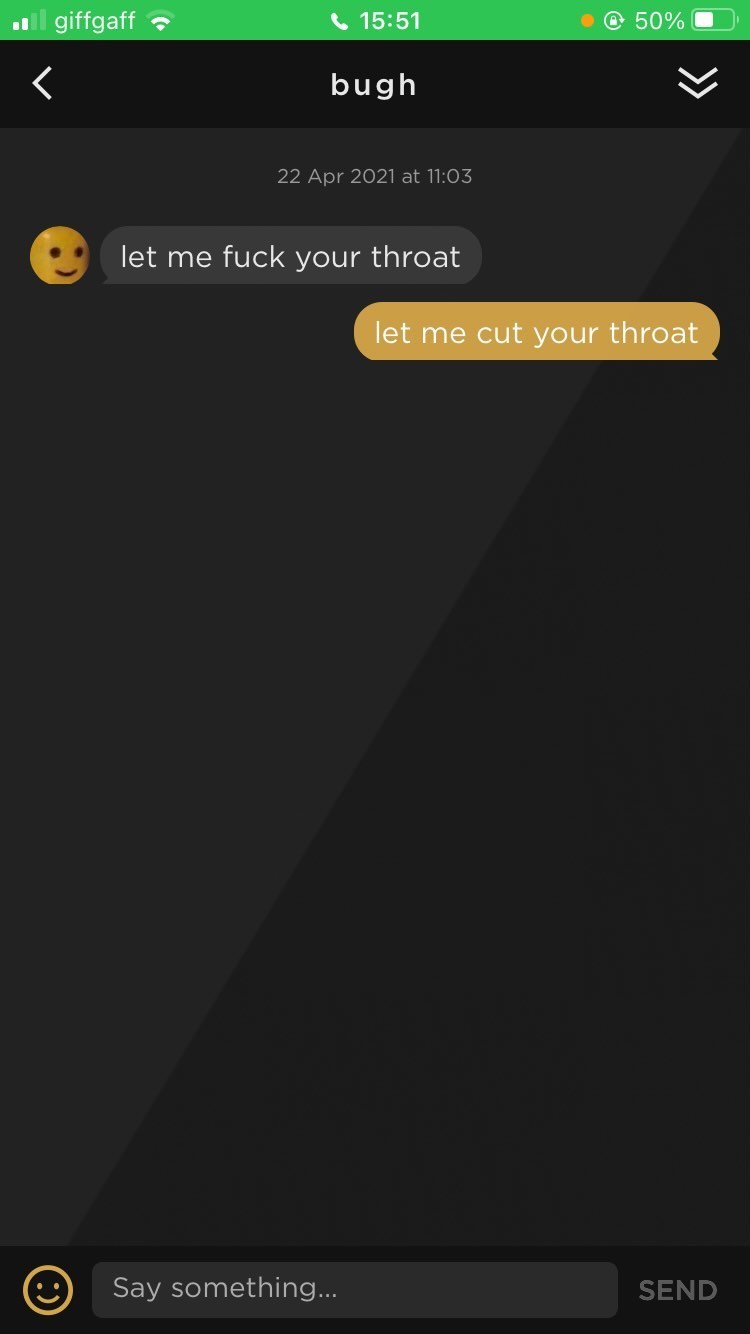 giffgaff 15:51 50%
bugh
22 Apr 2021 at 11:03
let me fuck your throat
let me cut your throat
Say something... SEND